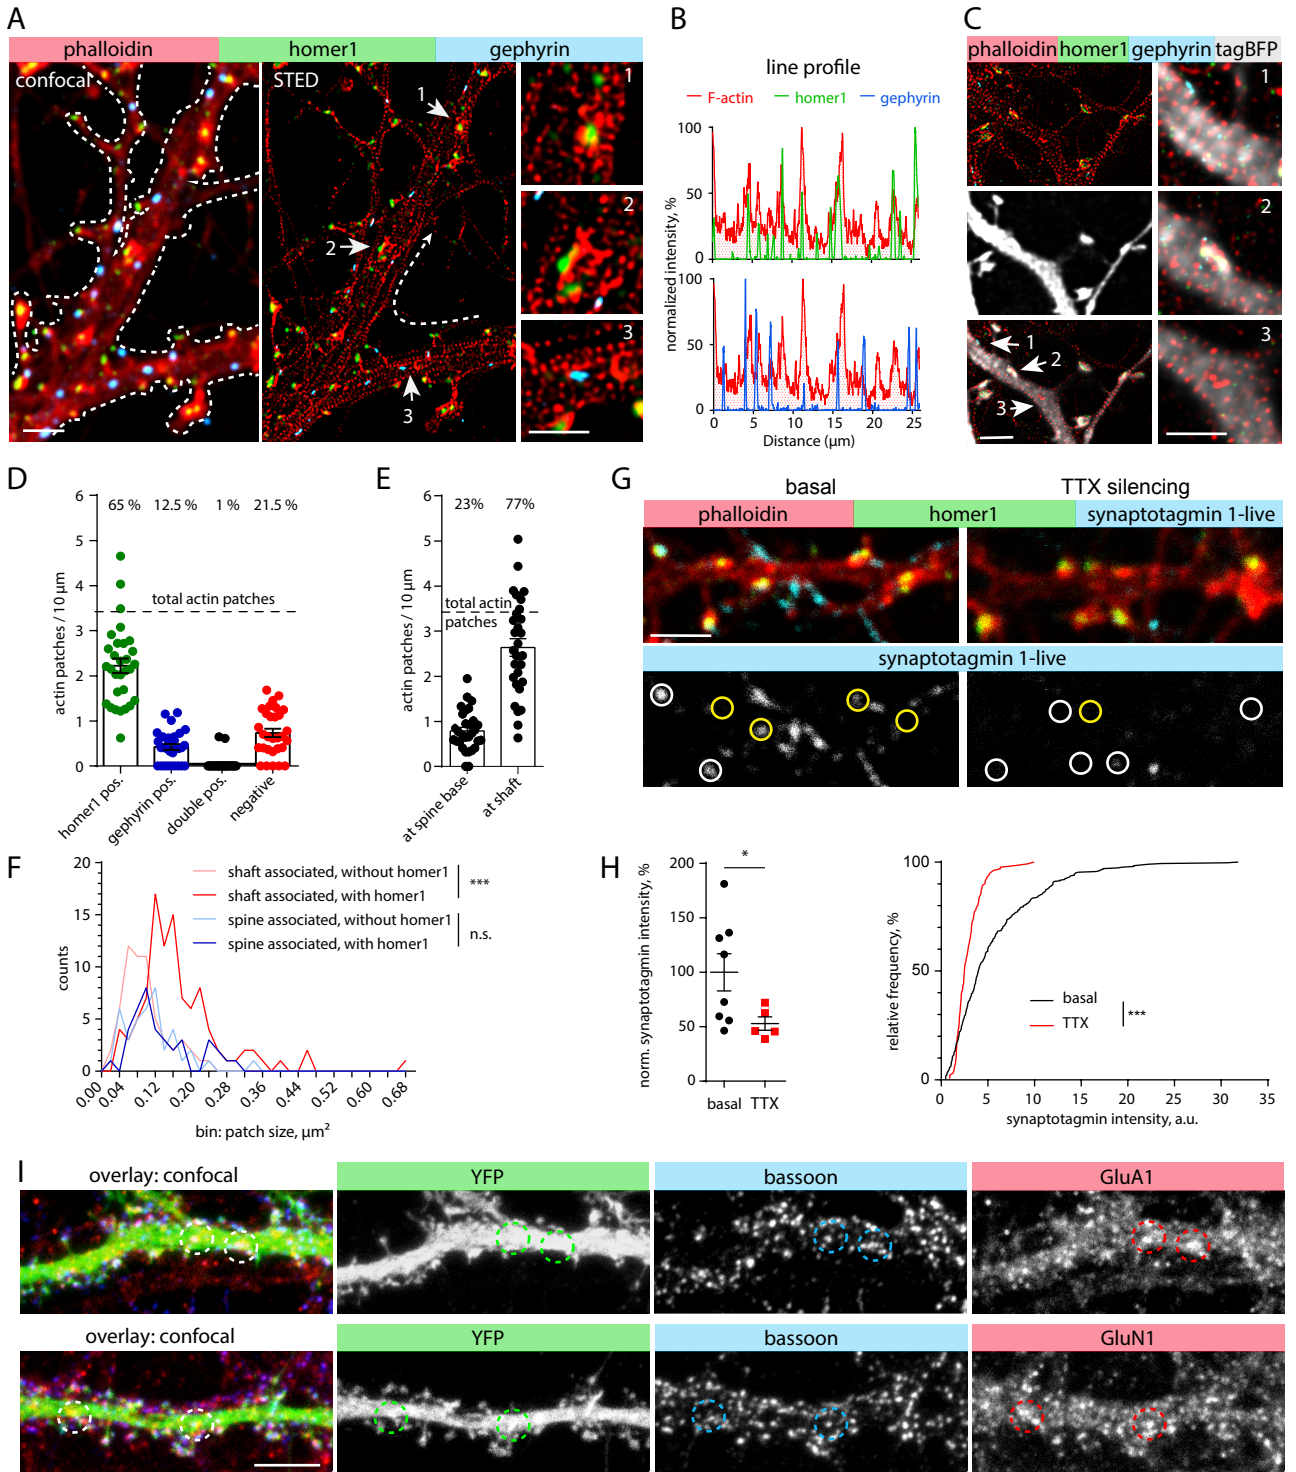 A
phalloidin homer1 gephyrin
confocal STED
1
2
3
1
2
3
B
line profile
F-actin homer1 gephyrin
normalized intensity, %
100
50
0
100
50
0
0 5 10 15 20 25
Distance (µm)
C
phalloidin homer1 gephyrin tagBFP
1
2
3
1
2
3
D
65 % 12.5 % 1 % 21.5 %
total actin patches
actin patches / 10 µm
6
5
4
3
2
1
0
homer1 pos. gephyrin pos. double pos. negative
E
23% 77%
total actin
patches
actin patches / 10 µm
6
5
4
3
2
1
0
at spine base at shaft
G
basal TTX silencing
phalloidin homer1 synaptotagmin 1-live
synaptotagmin 1-live
F
shaft associated, without homer1
shaft associated, with homer1
***
spine associated, without homer1
spine associated, with homer1
n.s.
counts
20
15
10
5
0
0.00 0.04 0.12 0.20 0.28 0.36 0.44 0.52 0.60 0.68
bin: patch size, µm²
H
norm. synaptotagmin intensity, %
200
150
100
50
0
*
basal TTX
relative frequency, %
100
50
0
basal
TTX
***
0 5 10 15 20 25 30 35
synaptotagmin intensity, a.u.
I
overlay: confocal YFP bassoon GluA1
overlay: confocal YFP bassoon GluN1